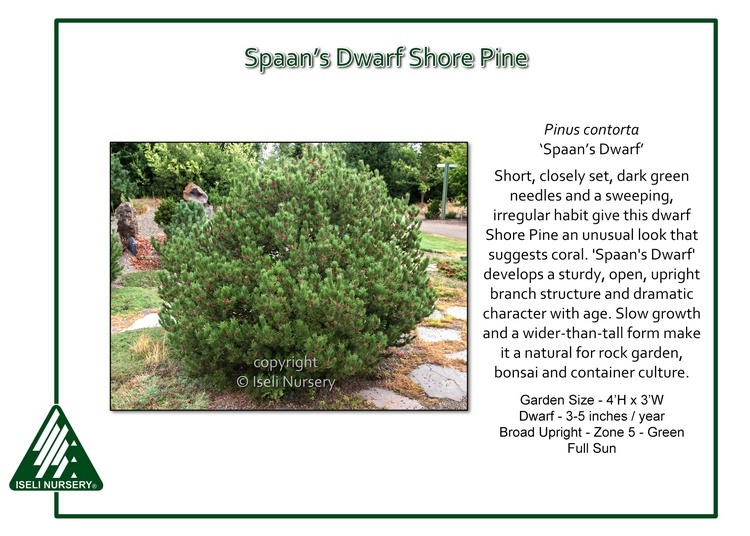 Spaan's Dwarf Shore Pine
Pinus contorta
‘Spaan’s Dwarf’
Short, closely set, dark green
needles and a sweeping,
irregular habit give this dwarf
Shore Pine an unusual look that
suggests coral. 'Spaan's Dwarf'
develops a sturdy, open, upright
branch structure and dramatic
character with age. Slow growth
and a wider-than-tall form make
it a natural for rock garden,
bonsai and container culture.
Garden Size - 4’H x 3’W
Dwarf - 3-5 inches / year
Broad Upright - Zone 5 - Green
Full Sun
copyright
© Iseli Nursery
ISELI NURSERY®